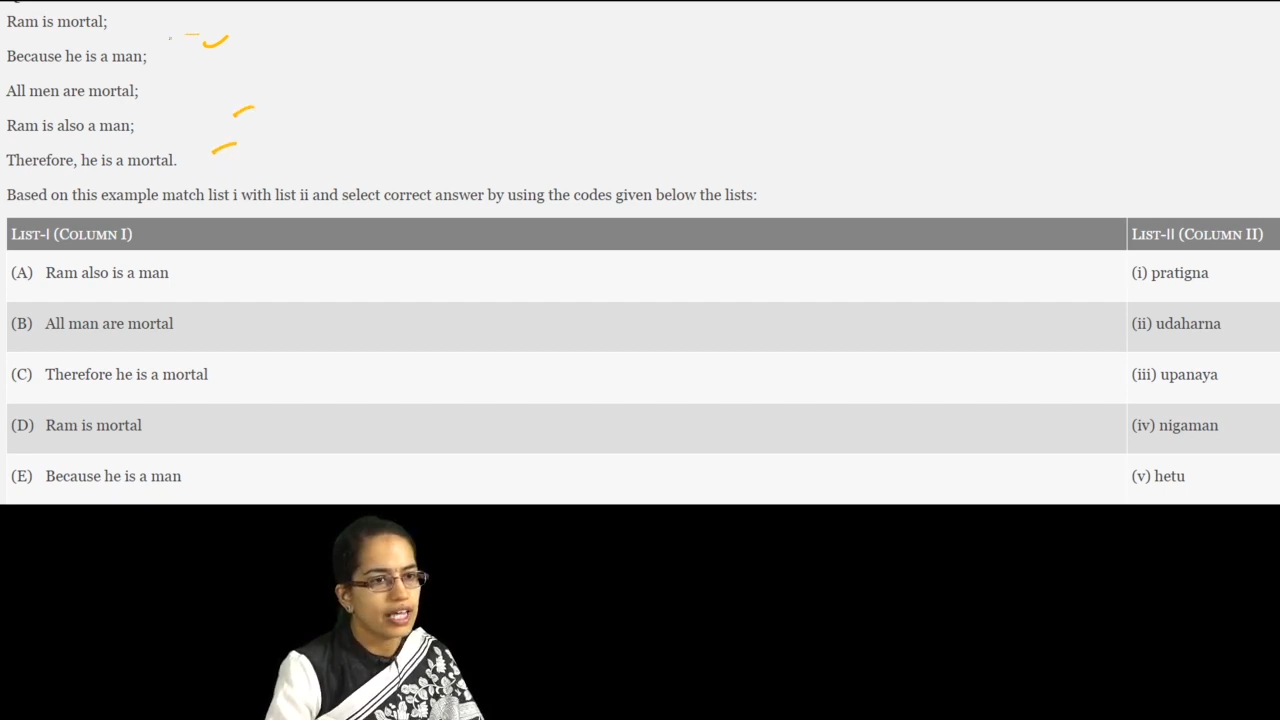 Ram is mortal;
Because he is a man;
All men are mortal;
Ram is also a man;
Therefore, he is a mortal.
Based on this example match list i with list ii and select correct answer by using the codes given below the lists:
List-I (Column I) List-II (Column II)
(A) Ram also is a man (i) pratigna
(B) All man are mortal (ii) udaharna
(C) Therefore he is a mortal (iii) upanaya
(D) Ram is mortal (iv) nigaman
(E) Because he is a man (v) hetu